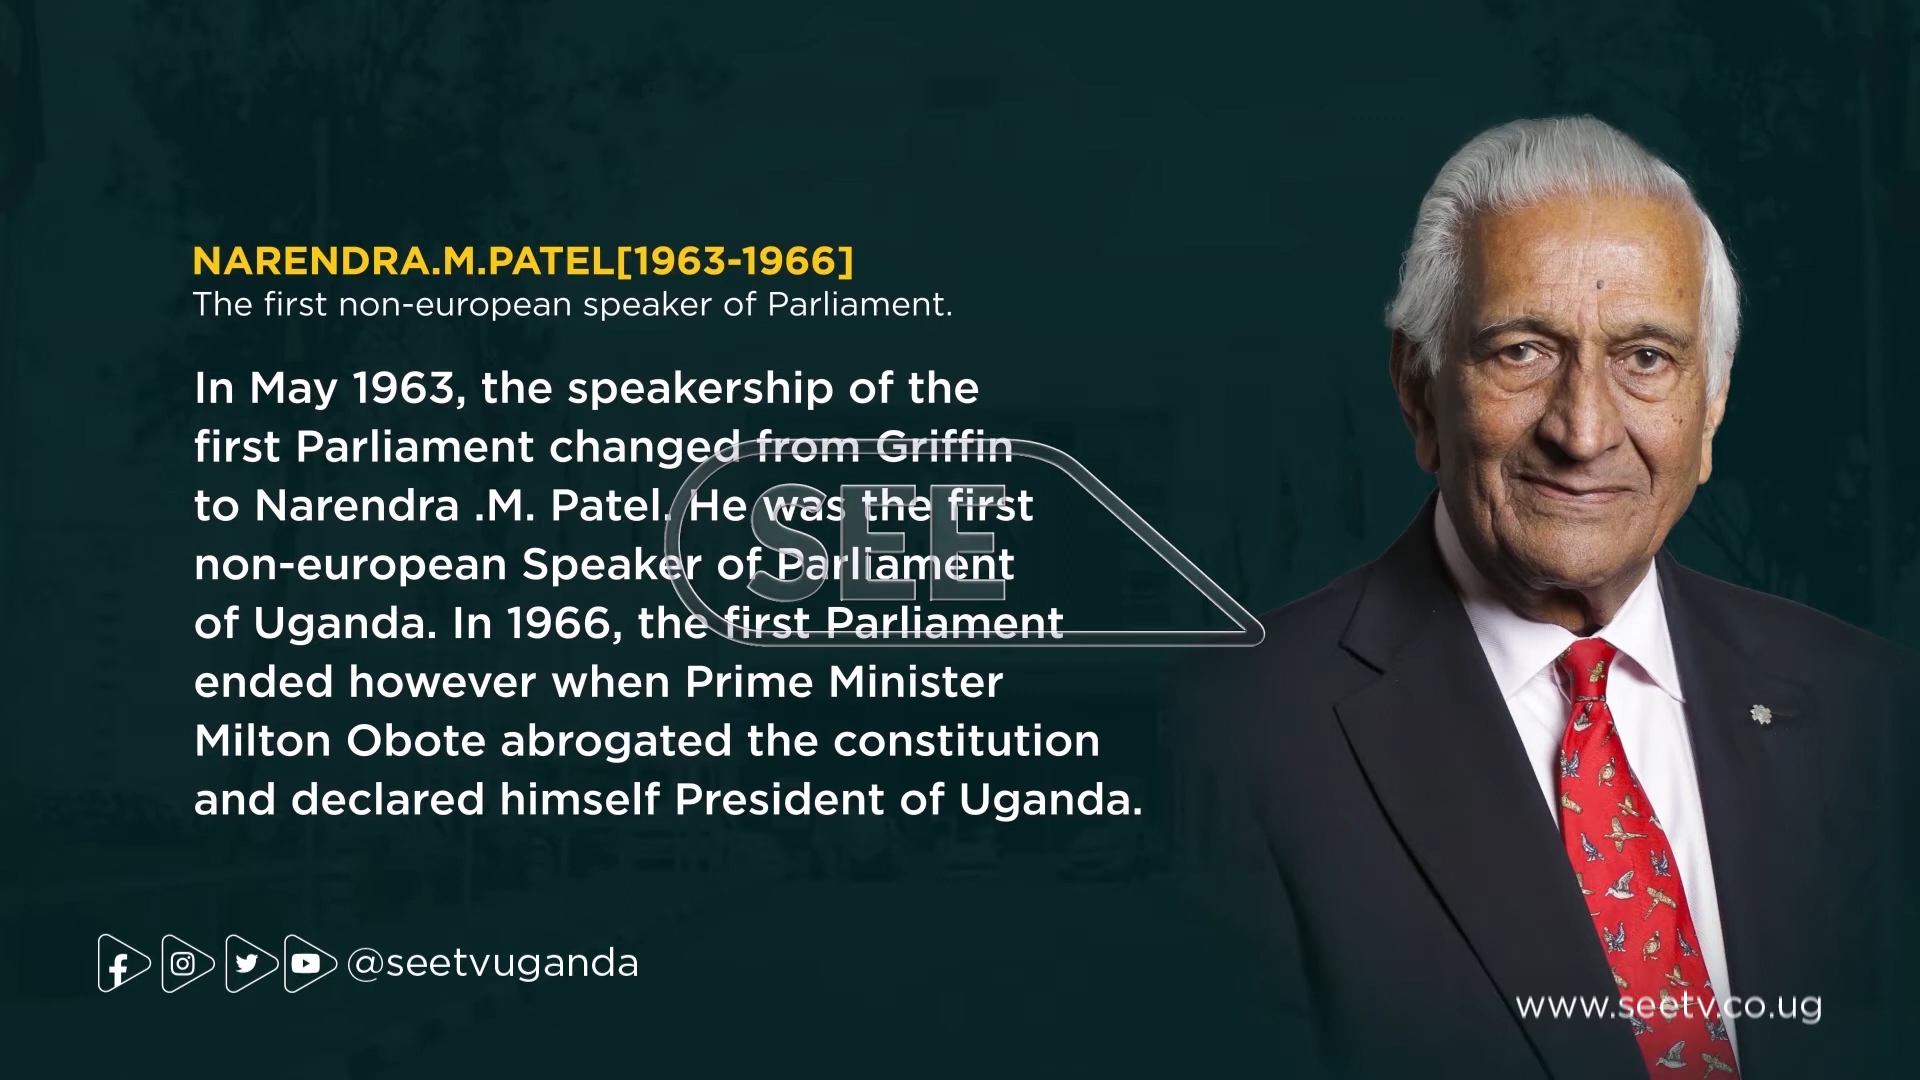 NARENDRA.M.PATEL[1963-1966]
The first non-european speaker of Parliament.
In May 1963, the speakership of the
first Parliament changed from Griffin
to Narendra .M. Patel. He was the first
non-european Speaker of Parliament
of Uganda. In 1966, the first Parliament
ended however when Prime Minister
Milton Obote abrogated the constitution
and declared himself President of Uganda.
SEE
@seetvuganda
www.seetv.co.ug